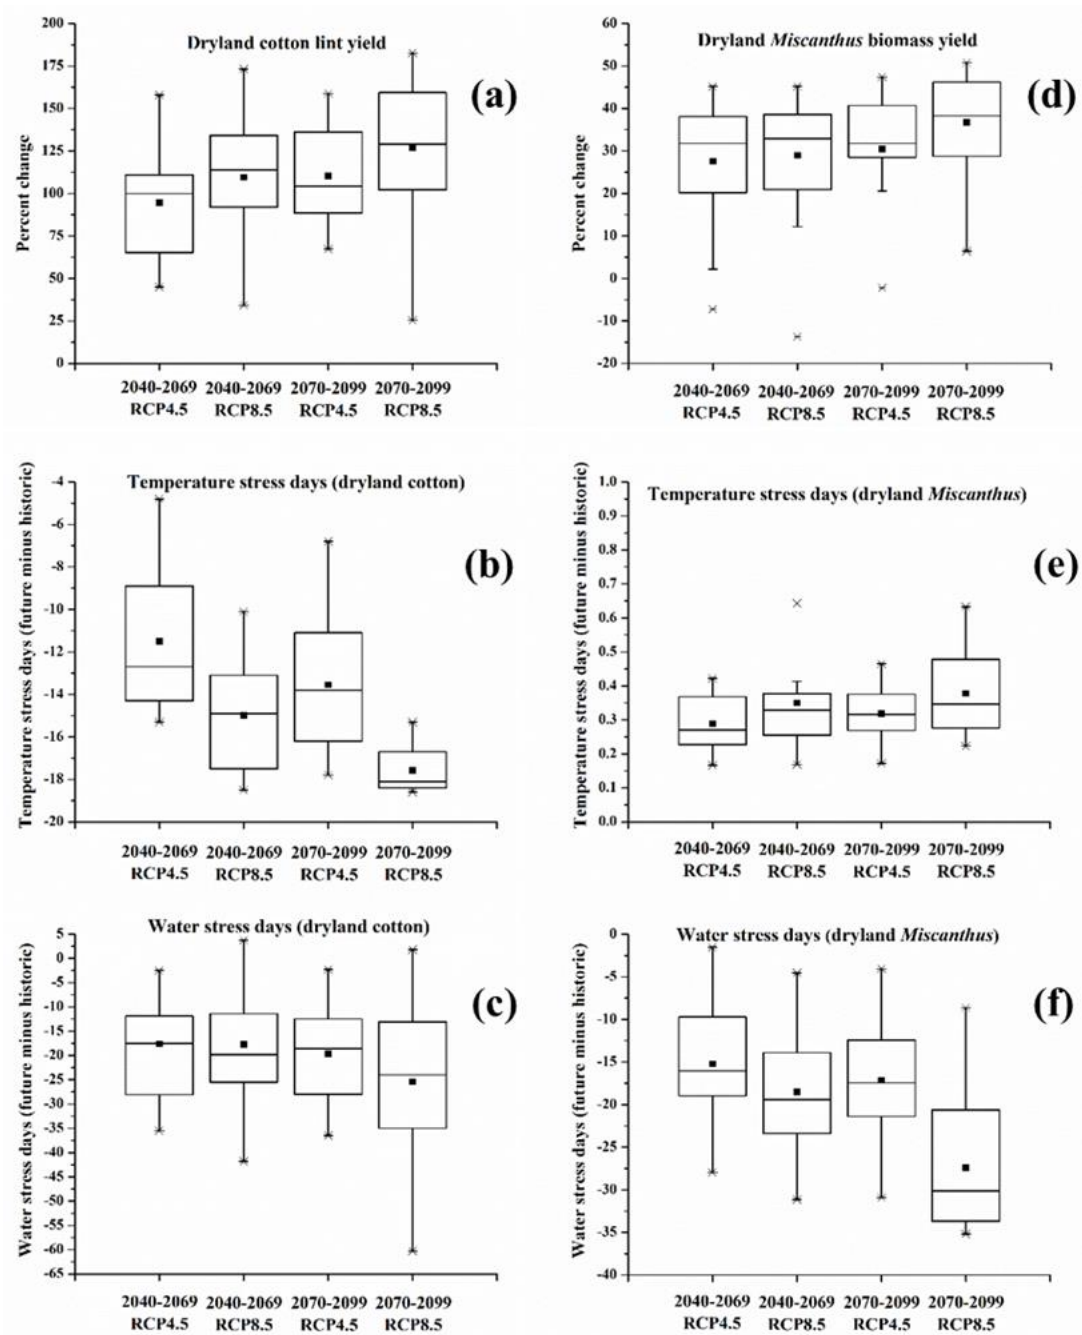 Dryland cotton lint yield
(a)
Percent change
200
175
150
125
100
75
50
25
0
2040-2069 2040-2069 2070-2099 2070-2099
RCP4.5 RCP8.5 RCP4.5 RCP8.5
Dryland Miscanthus biomass yield
(d)
Percent change
60
50
40
30
20
10
0
-10
-20
2040-2069 2040-2069 2070-2099 2070-2099
RCP4.5 RCP8.5 RCP4.5 RCP8.5
Temperature stress days (dryland cotton)
(b)
Temperature stress days (future minus historic)
-4
-6
-8
-10
-12
-14
-16
-18
-20
2040-2069 2040-2069 2070-2099 2070-2099
RCP4.5 RCP8.5 RCP4.5 RCP8.5
Temperature stress days (dryland Miscanthus)
(e)
Temperature stress days (future minus historic)
1.0
0.9
0.8
0.7
0.6
0.5
0.4
0.3
0.2
0.1
0.0
2040-2069 2040-2069 2070-2099 2070-2099
RCP4.5 RCP8.5 RCP4.5 RCP8.5
Water stress days (dryland cotton)
(c)
Water stress days (future minus historic)
5
0
-5
-10
-15
-20
-25
-30
-35
-40
-45
-50
-55
-60
-65
2040-2069 2040-2069 2070-2099 2070-2099
RCP4.5 RCP8.5 RCP4.5 RCP8.5
Water stress days (dryland Miscanthus)
(f)
Water stress days (future minus historic)
0
-5
-10
-15
-20
-25
-30
-35
-40
2040-2069 2040-2069 2070-2099 2070-2099
RCP4.5 RCP8.5 RCP4.5 RCP8.5